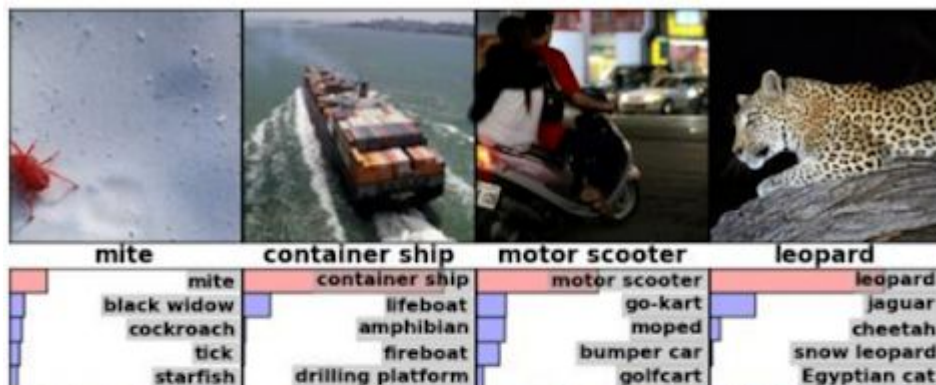 mite
container ship
motor scooter
leopard
mite
black widow
cockroach
tick
starfish
container ship
lifeboat
amphibian
fireboat
drilling platform
motor scooter
go-kart
moped
bumper car
golfcart
leopard
jaguar
cheetah
snow leopard
Egyptian cat